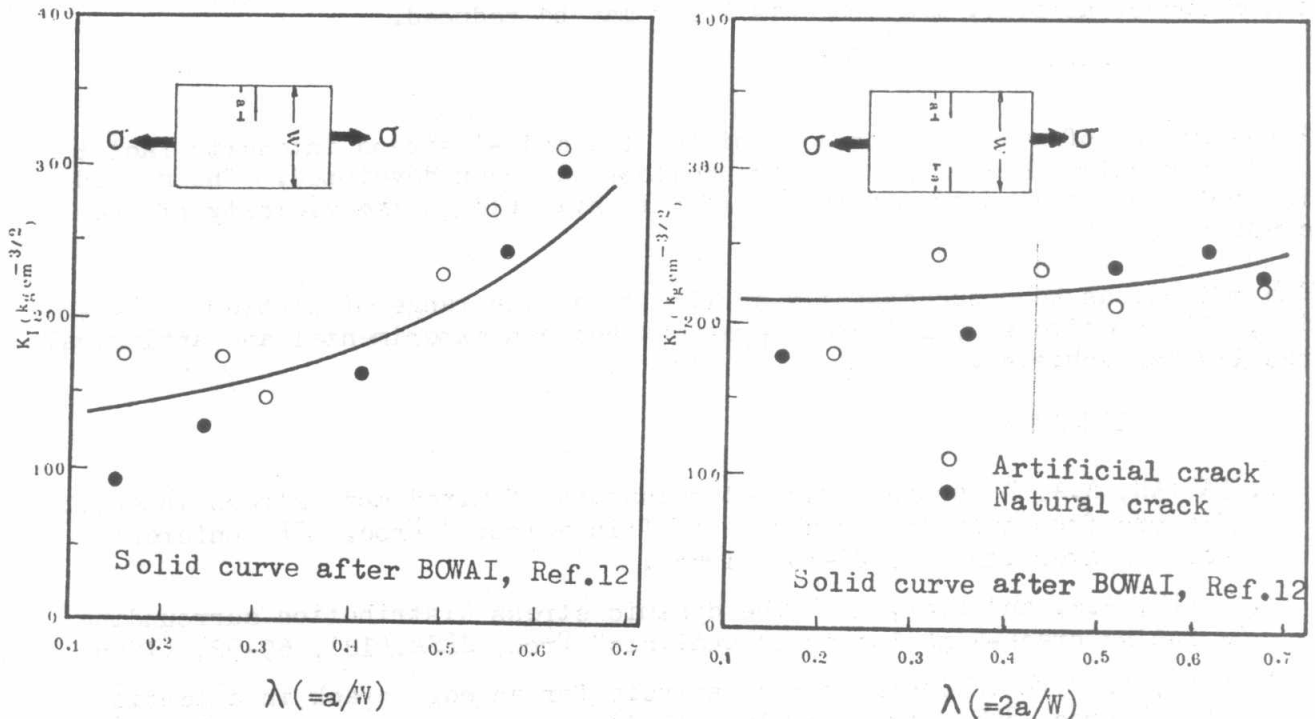 400
300
200
100
0
K_I (kg cm^-3/2)
σ
a
W
σ
Solid curve after BOWAI, Ref.12
0.1 0.2 0.3 0.4 0.5 0.6 0.7
λ(=a/W)
200
100
0
K_I (kg cm^-3/2)
σ
a
a
W
σ
○ Artificial crack
● Natural crack
Solid curve after BOWAI, Ref.12
0.1 0.2 0.3 0.4 0.5 0.6 0.7
λ(=2a/W)